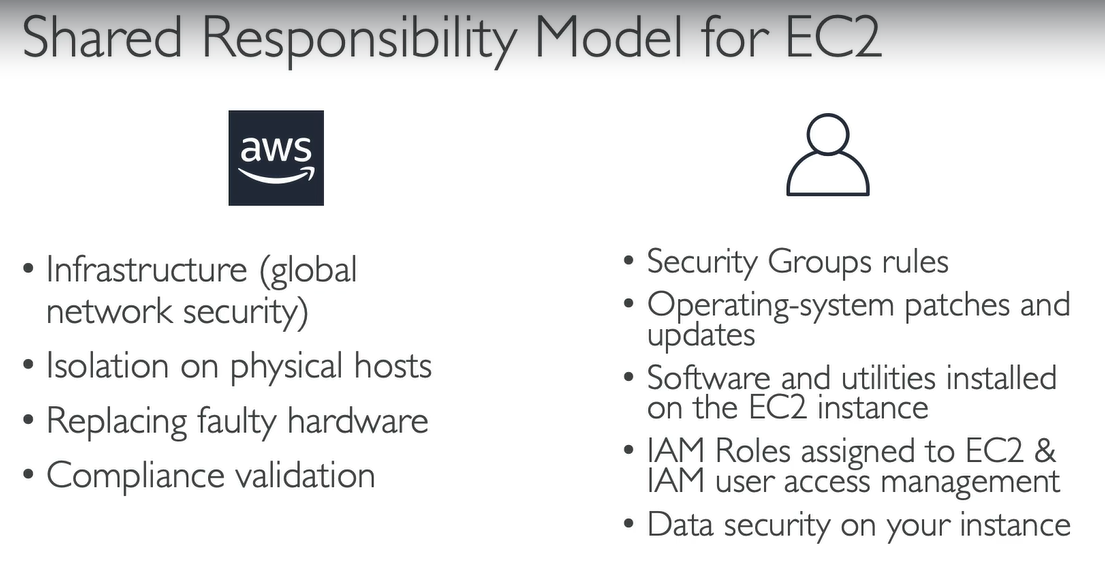 Shared Responsibility Model for EC2
aws
• Infrastructure (global
network security)
• Isolation on physical hosts
• Replacing faulty hardware
• Compliance validation
• Security Groups rules
• Operating-system patches and
updates
• Software and utilities installed
on the EC2 instance
• IAM Roles assigned to EC2 &
IAM user access management
• Data security on your instance